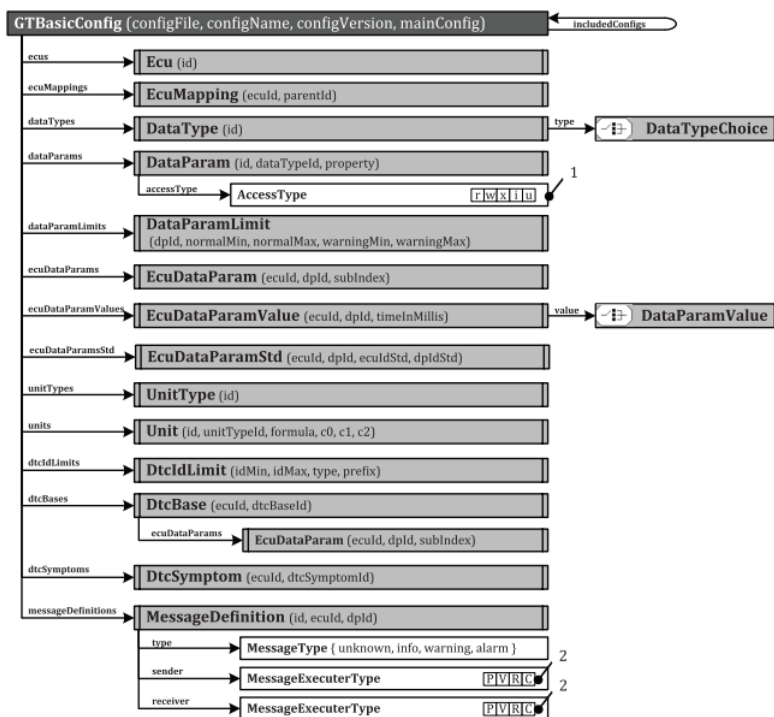 GTBasicConfig (configFile, configName, configVersion, mainConfig)
includedConfigs
ecus
Ecu (id)
ecuMappings
EcuMapping (ecuId, parentId)
dataTypes
DataType (id)
type
DataTypeChoice
dataParams
DataParam (id, dataTypeId, property)
accessType
AccessType
r w x i u
1
dataParamLimits
DataParamLimit
(dpId, normalMin, normalMax, warningMin, warningMax)
ecuDataParams
EcuDataParam (ecuId, dpId, subIndex)
ecuDataParamValues
EcuDataParamValue (ecuId, dpId, timeInMillis)
value
DataParamValue
ecuDataParamsStd
EcuDataParamStd (ecuId, dpId, ecuIdStd, dpIdStd)
unitTypes
UnitType (id)
units
Unit (id, unitTypeId, formula, c0, c1, c2)
dtcIdLimits
DtcIdLimit (idMin, idMax, type, prefix)
dtcBases
DtcBase (ecuId, dtcBaseId)
ecuDataParams
EcuDataParam (ecuId, dpId, subIndex)
dtcSymptoms
DtcSymptom (ecuId, dtcSymptomId)
messageDefinitions
MessageDefinition (id, ecuId, dpId)
type
MessageType { unknown, info, warning, alarm }
sender
MessageExecuterType
P V R C
2
receiver
MessageExecuterType
P V R C
2